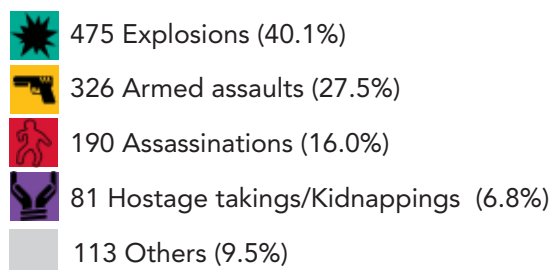 475 Explosions (40.1%)
326 Armed assaults (27.5%)
190 Assassinations (16.0%)
81 Hostage takings/Kidnappings (6.8%)
113 Others (9.5%)